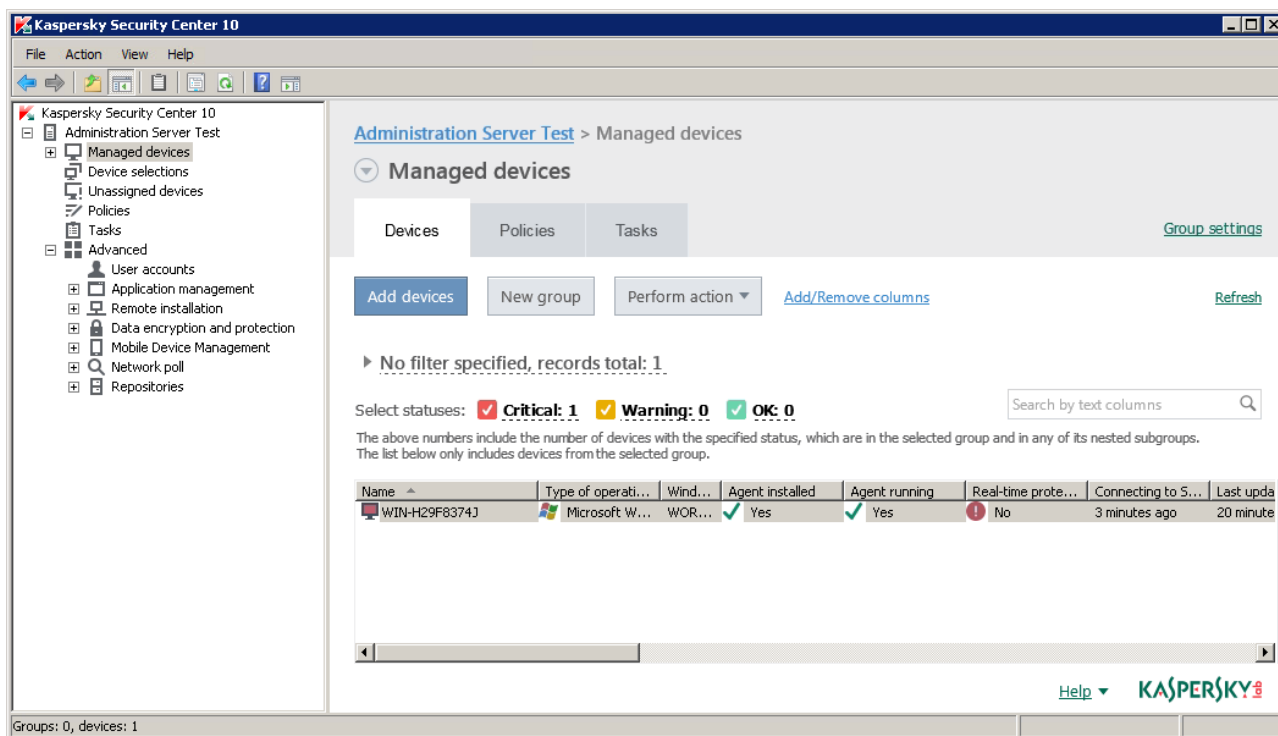 Kaspersky Security Center 10
File Action View Help
Kaspersky Security Center 10
Administration Server Test
Managed devices
Device selections
Unassigned devices
Policies
Tasks
Advanced
User accounts
Application management
Remote installation
Data encryption and protection
Mobile Device Management
Network poll
Repositories
Administration Server Test > Managed devices
Managed devices
Devices Policies Tasks Group settings
Add devices New group Perform action Add/Remove columns Refresh
No filter specified, records total: 1
Select statuses: Critical: 1 Warning: 0 OK: 0 Search by text columns
The above numbers include the number of devices with the specified status, which are in the selected group and in any of its nested subgroups.
The list below only includes devices from the selected group.
Name Type of operati... Wind... Agent installed Agent running Real-time prote... Connecting to S... Last upda
WIN-H29F8374J Microsoft W... WOR... Yes Yes No 3 minutes ago 20 minute
Help KASPERSKY lab
Groups: 0, devices: 1